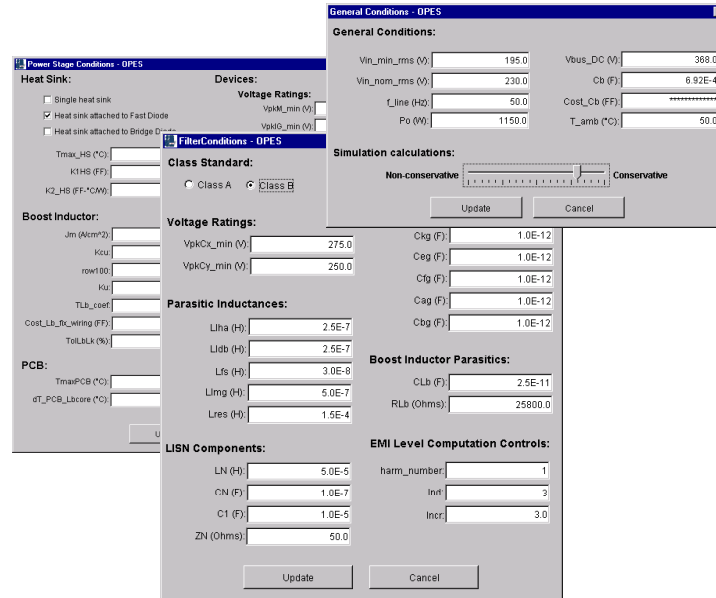 General Conditions - OPES
General Conditions:
Vin_min_rms (V): 195.0
Vin_nom_rms (V): 230.0
f_line (Hz): 50.0
Po (W): 1150.0
Vbus_DC (V): 368.0
Cb (F): 6.92E-4
Cost_Cb (FF): *************
T_amb (°C): 50.0
Simulation calculations:
Non-conservative Conservative
Update Cancel
Power Stage Conditions - OPES
Heat Sink:
Single heat sink
Heat sink attached to Fast Diode
Heat sink attached to Bridge Diode
Tmax_HS (°C):
K1HS (FF):
K2_HS (FF-°C/W):
Boost Inductor:
Jm (A/cm^2):
Kcu:
row100:
Ku:
TLb_coef:
Cost_Lb_fix_wiring (FF):
TolLbLk (%):
PCB:
TmaxPCB (°C):
dT_PCB_Lbcore (°C):
U
Devices:
Voltage Ratings:
VpkM_min (V):
VpkIG_min (V):
FilterConditions - OPES
Class Standard:
Class A Class B
Voltage Ratings:
VpkCx_min (V): 275.0
VpkCy_min (V): 250.0
Parasitic Inductances:
Llha (H): 2.5E-7
Lldb (H): 2.5E-7
Lfs (H): 3.0E-8
Llmg (H): 5.0E-7
Lres (H): 1.5E-4
LISN Components:
LN (H): 5.0E-5
CN (F): 1.0E-7
C1 (F): 1.0E-5
ZN (Ohms): 50.0
Ckg (F): 1.0E-12
Ceg (F): 1.0E-12
Cfg (F): 1.0E-12
Cag (F): 1.0E-12
Cbg (F): 1.0E-12
Boost Inductor Parasitics:
CLb (F): 2.5E-11
RLb (Ohms): 25800.0
EMI Level Computation Controls:
harm_number: 1
Ind: 3
Incr: 3.0
Update Cancel